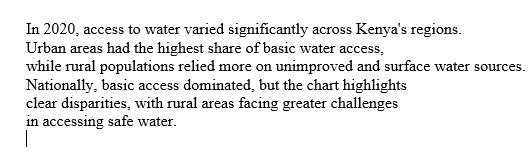 In 2020, access to water varied significantly across Kenya's regions.
Urban areas had the highest share of basic water access,
while rural populations relied more on unimproved and surface water sources.
Nationally, basic access dominated, but the chart highlights
clear disparities, with rural areas facing greater challenges
in accessing safe water.